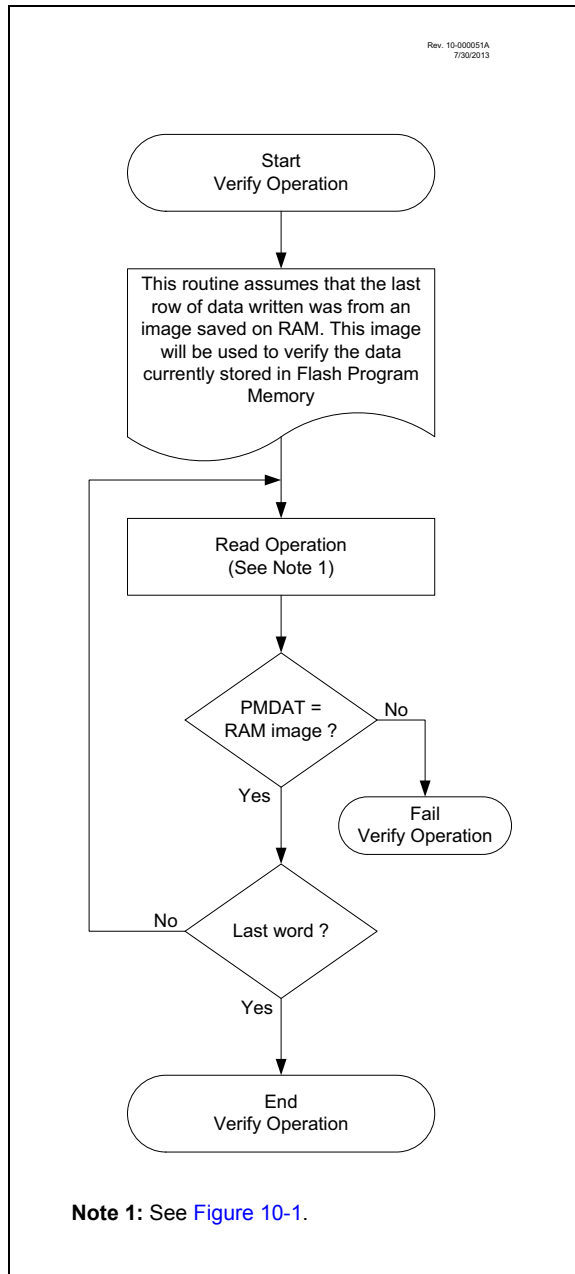 Rev. 10-000051A
7/30/2013
Start
Verify Operation
This routine assumes that the last
row of data written was from an
image saved on RAM. This image
will be used to verify the data
currently stored in Flash Program
Memory
Read Operation
(See Note 1)
PMDAT =
RAM image ?
No
Yes
Fail
Verify Operation
No
Last word ?
Yes
End
Verify Operation
Note 1: See Figure 10-1.